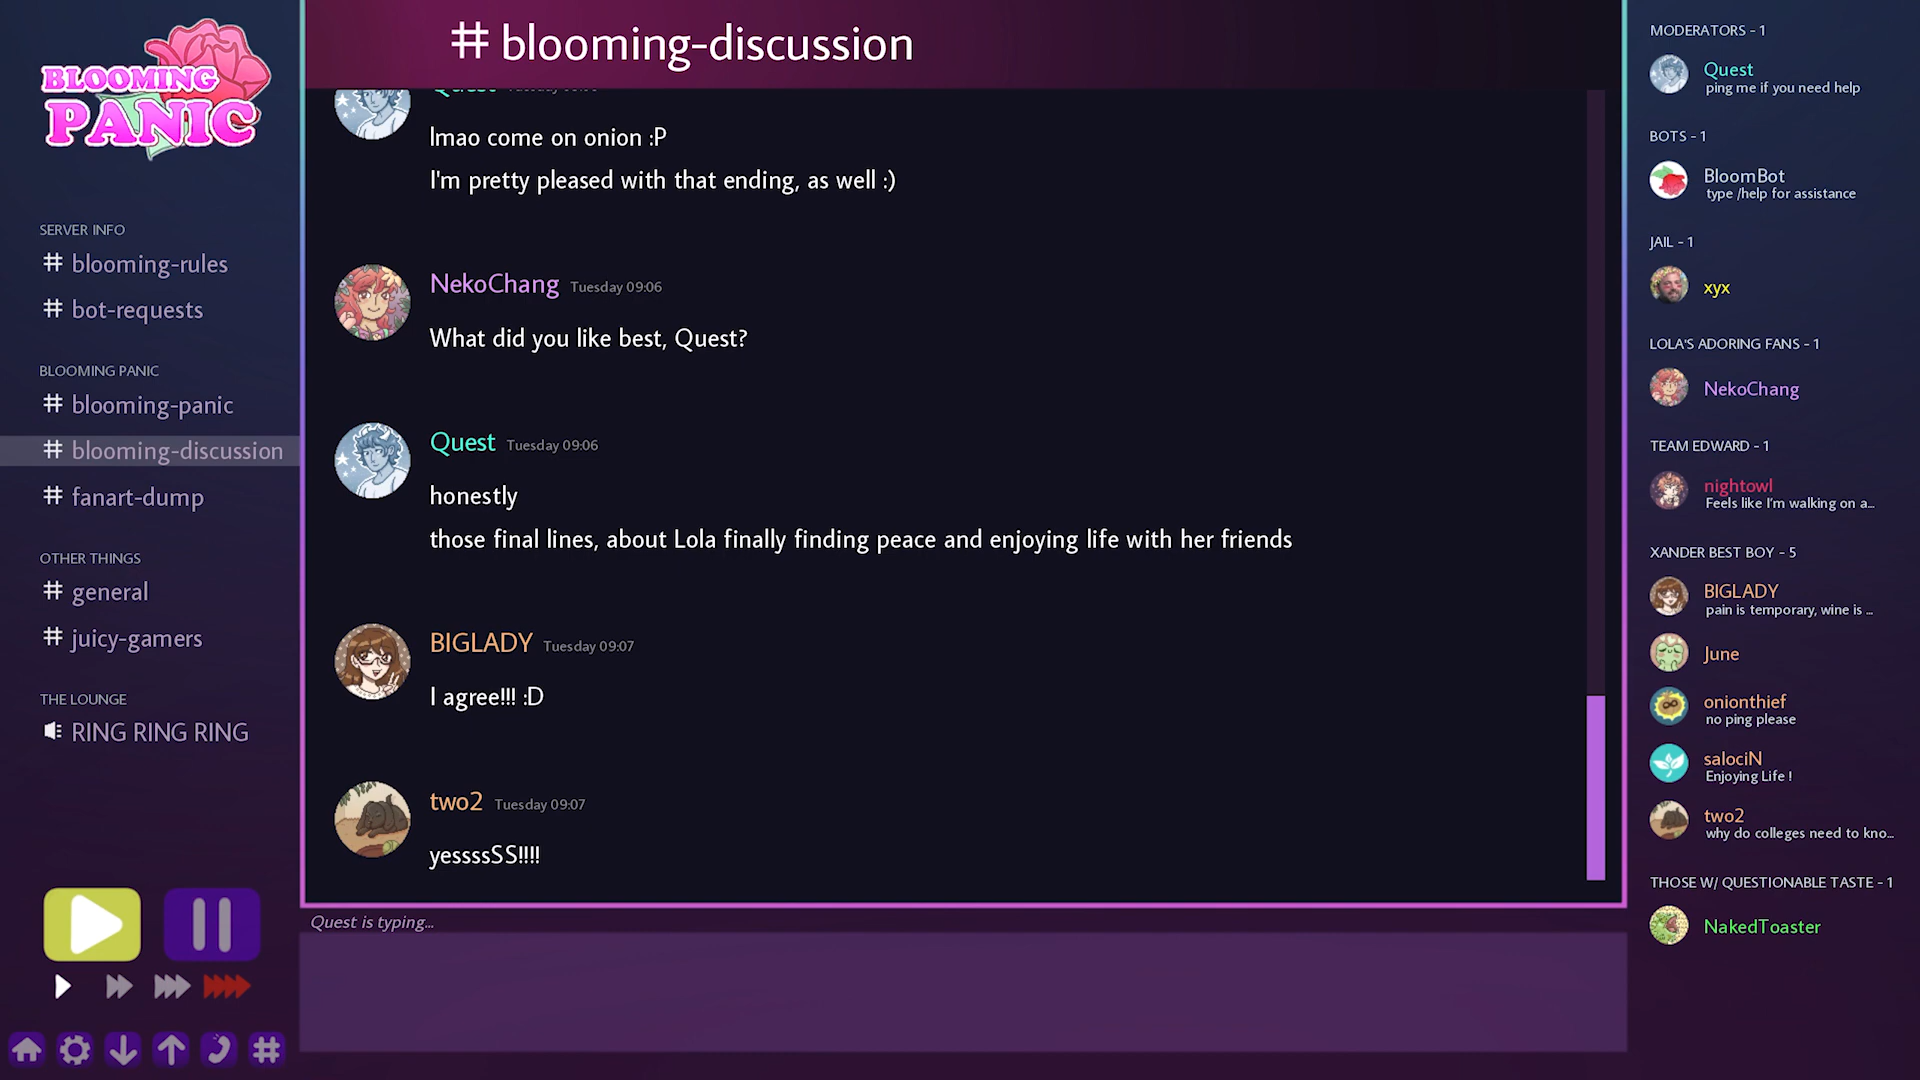 BLOOMING
PANIC
SERVER INFO
# blooming-rules
# bot-requests
BLOOMING PANIC
# blooming-panic
# blooming-discussion
# fanart-dump
OTHER THINGS
# general
# juicy-gamers
THE LOUNGE
RING RING RING
# blooming-discussion
lmao come on onion :P
I'm pretty pleased with that ending, as well :)
NekoChang Tuesday 09:06
What did you like best, Quest?
Quest Tuesday 09:06
honestly
those final lines, about Lola finally finding peace and enjoying life with her friends
BIGLADY Tuesday 09:07
I agree!!! :D
two2 Tuesday 09:07
yessssSS!!!!
Quest is typing...
MODERATORS - 1
Quest
ping me if you need help
BOTS - 1
BloomBot
type /help for assistance
JAIL - 1
xyx
LOLA'S ADORING FANS - 1
NekoChang
TEAM EDWARD - 1
nightowl
Feels like I'm walking on a...
XANDER BEST BOY - 5
BIGLADY
pain is temporary, wine is ...
June
onionthief
no ping please
salociN
Enjoying Life !
two2
why do colleges need to kno...
THOSE W/ QUESTIONABLE TASTE - 1
NakedToaster